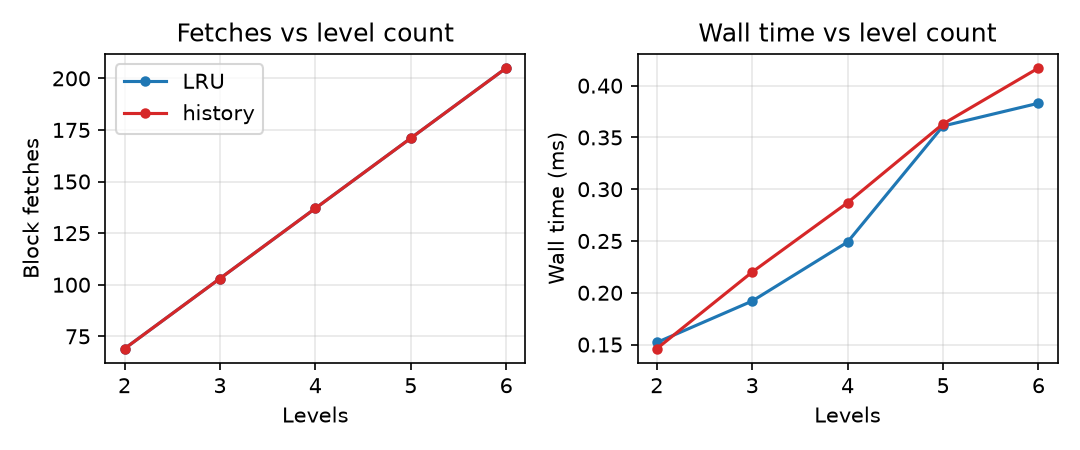 Fetches vs level count
Block fetches
200
175
150
125
100
75
LRU
history
2 3 4 5 6
Levels
Wall time vs level count
Wall time (ms)
0.40
0.35
0.30
0.25
0.20
0.15
2 3 4 5 6
Levels